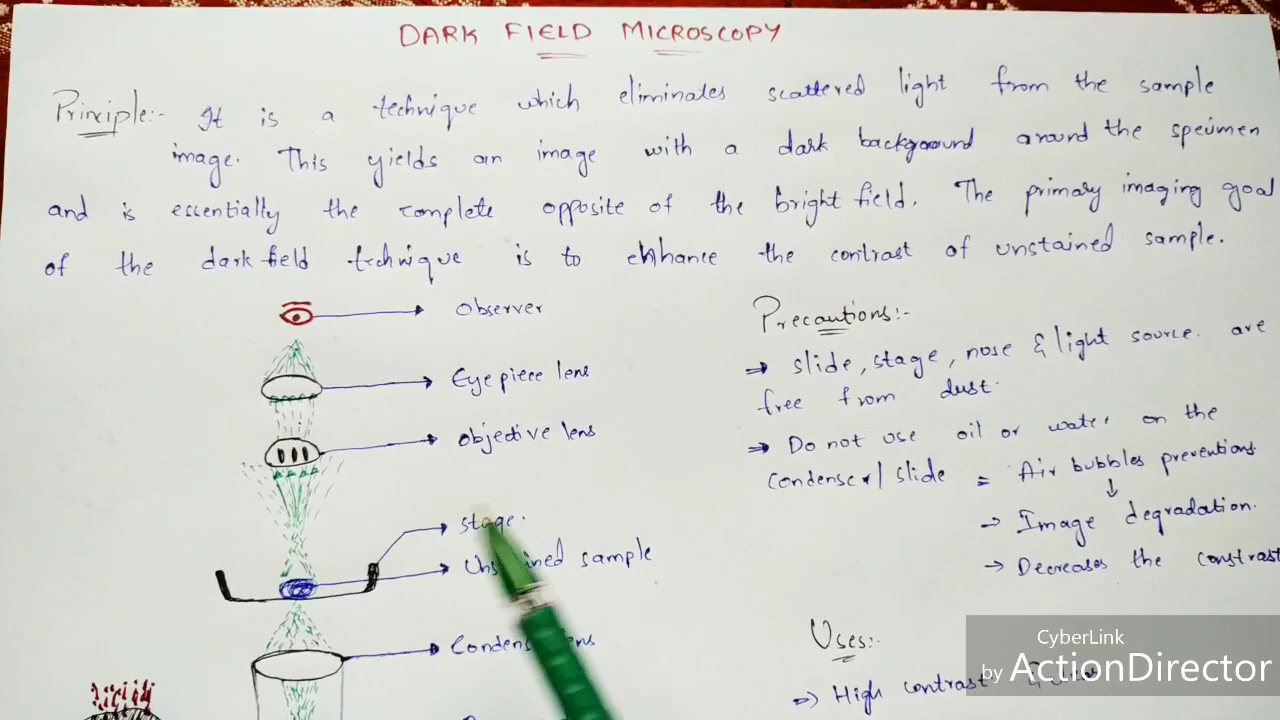 DARK FIELD MICROSCOPY
Principle:- It is a technique which eliminates scattered light from the sample
image. This yields an image with a dark background around the specimen
and is essentially the complete opposite of the bright field. The primary imaging goal
of the dark field technique is to enhance the contrast of unstained sample.
Observer
Eye piece lens
objective lens
stage.
sample
Precautions:-
⇒ slide, stage, nose & light source. are
free from dust.
⇒ Do not use oil or water on the
Condenser / slide = Air bubbles preventions
↓
→ Image degradation.
→ Decreases the constrast
Uses:-
⇒ High contrast &
CyberLink
by ActionDirector